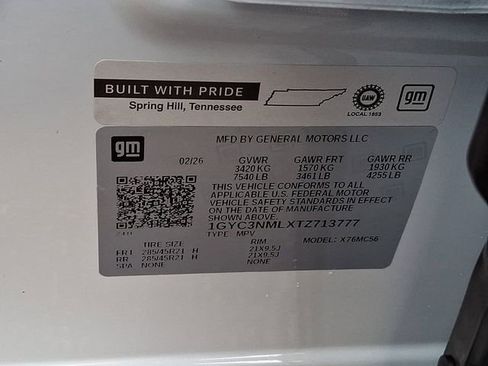 BUILT WITH PRIDE
Spring Hill, Tennessee
UAW
LOCAL 1853
gm
gm
MFD BY GENERAL MOTORS LLC
02/26 GVWR GAWR FRT GAWR RR
3420 KG 1570 KG 1930 KG
7540 LB 3461 LB 4255 LB
THIS VEHICLE CONFORMS TO ALL
APPLICABLE U.S. FEDERAL MOTOR
VEHICLE SAFETY STANDARDS IN EFFECT
ON THE DATE OF MANUFACTURE
SHOWN ABOVE.
1GYC3NML XTZ713777
TYPE: MPV MODEL: X76MC56
TIRE SIZE RIM
FRT 285/45R21 H 21X9.5J
RR 285/45R21 H 21X9.5J
SPA NONE NONE